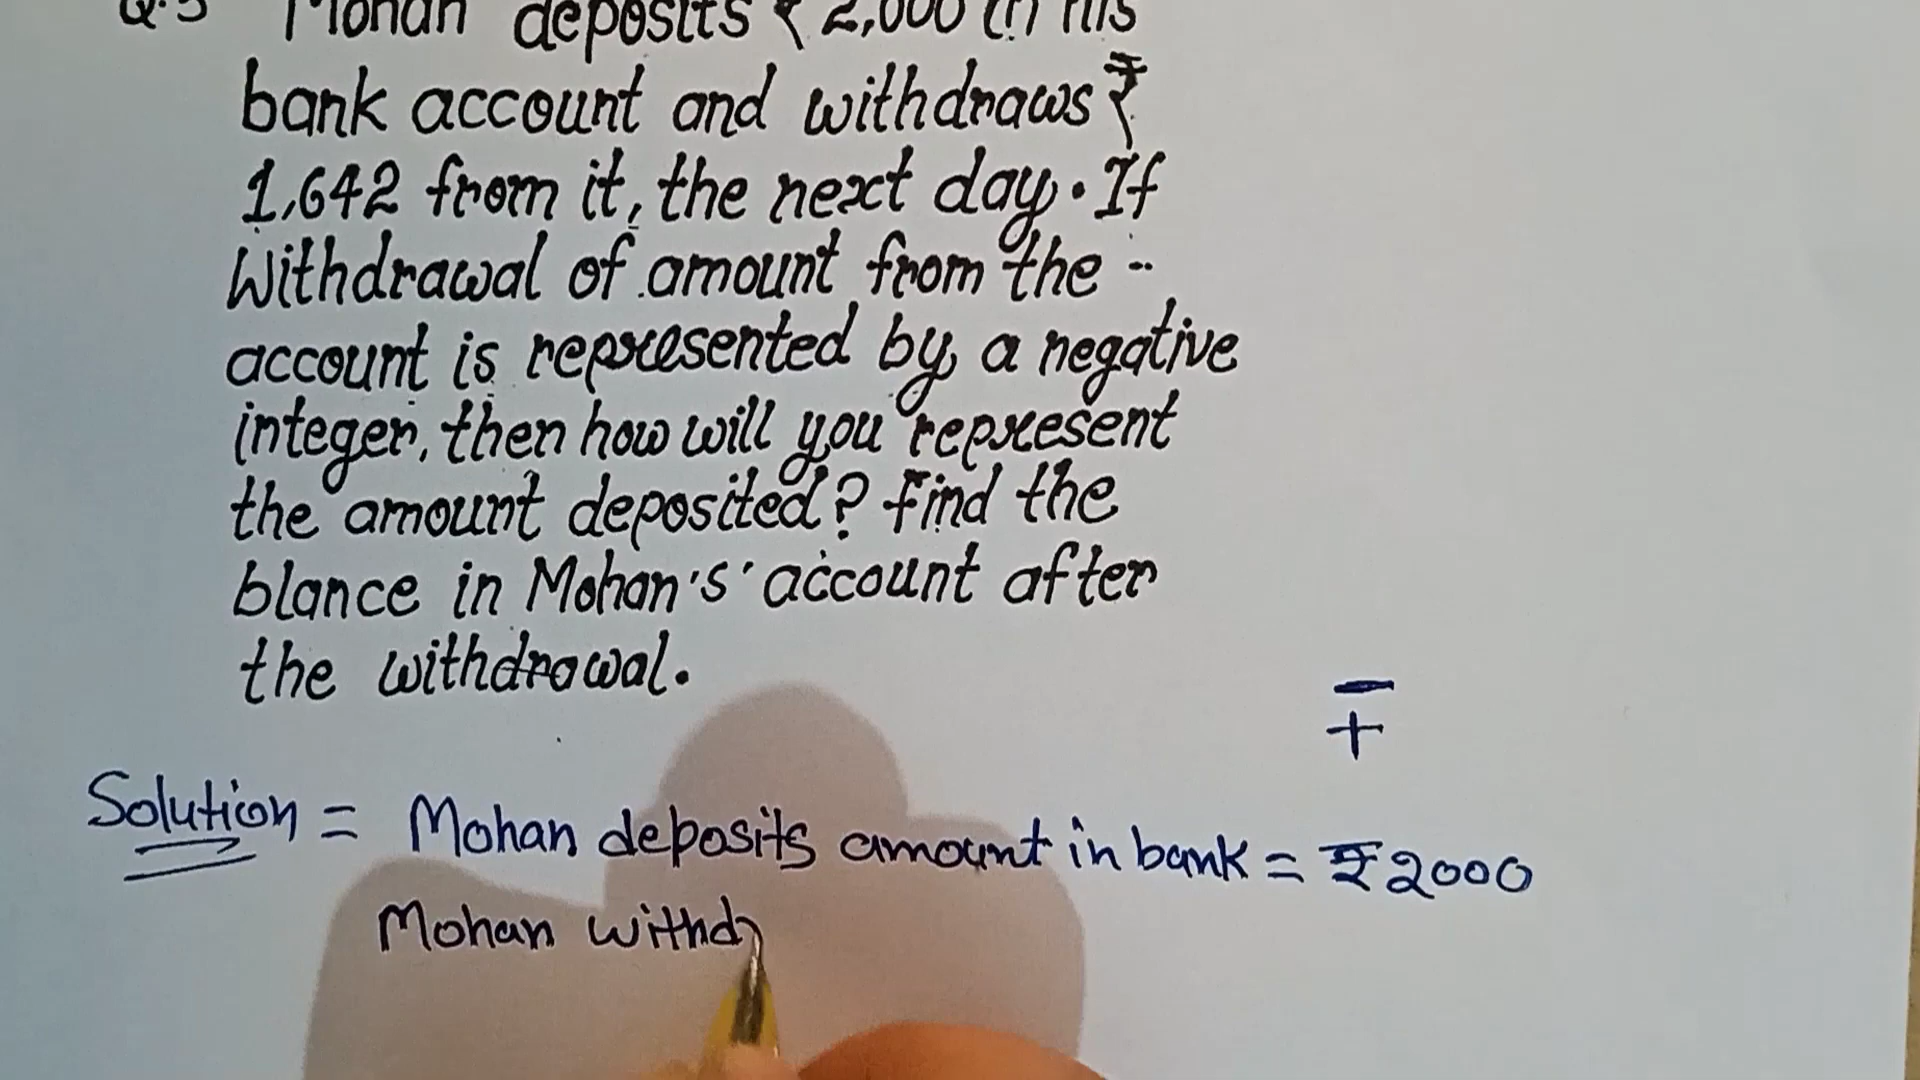 Q.5 Mohan deposits ₹ 2,000 in his
bank account and withdraws ₹
1,642 from it, the next day. If
Withdrawal of amount from the
account is represented by a negative
integer, then how will you represent
the amount deposited? Find the
blance in Mohan's account after
the withdrawal.
-
+
Solution = Mohan deposits amount in bank = ₹ 2000
Mohan withdr